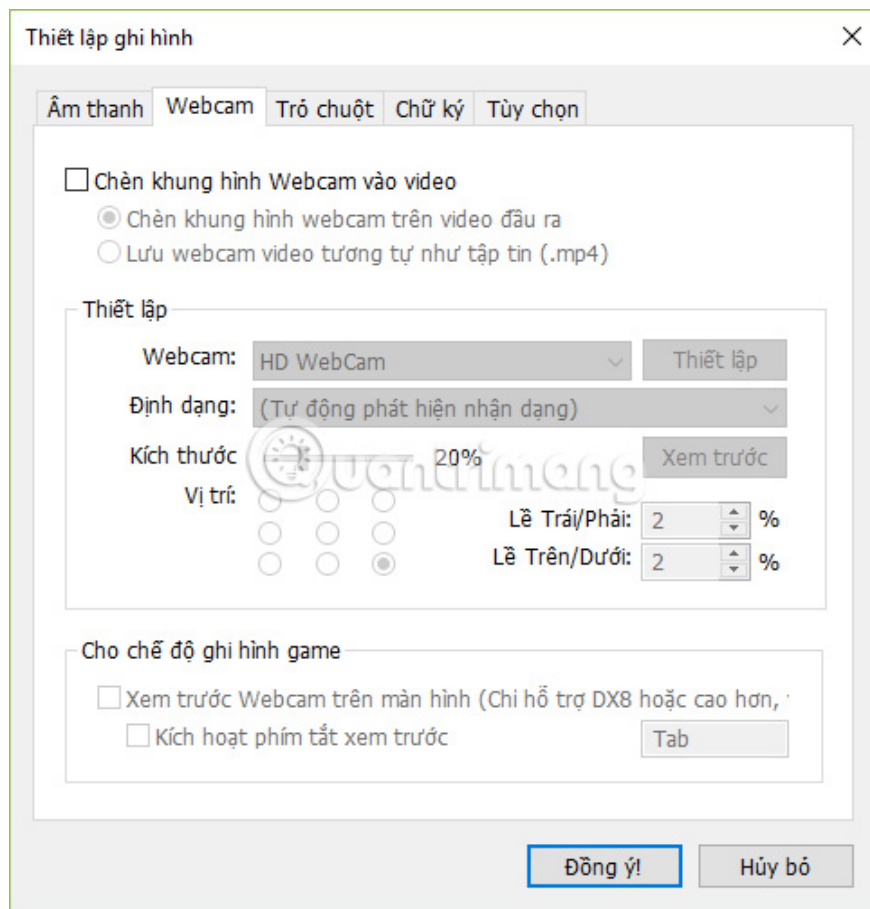 Thiết lập ghi hình
Âm thanh Webcam Trỏ chuột Chữ ký Tùy chọn
Chèn khung hình Webcam vào video
Chèn khung hình webcam trên video đầu ra
Lưu webcam video tương tự như tập tin (.mp4)
Thiết lập
Webcam: HD WebCam Thiết lập
Định dạng: (Tự động phát hiện nhận dạng)
Kích thước 20% Xem trước
Quantrimang
Vị trí:
Lề Trái/Phải: 2 %
Lề Trên/Dưới: 2 %
Cho chế độ ghi hình game
Xem trước Webcam trên màn hình (Chi hỗ trợ DX8 hoặc cao hơn,
Kích hoạt phím tắt xem trước Tab
Đồng ý! Hủy bỏ